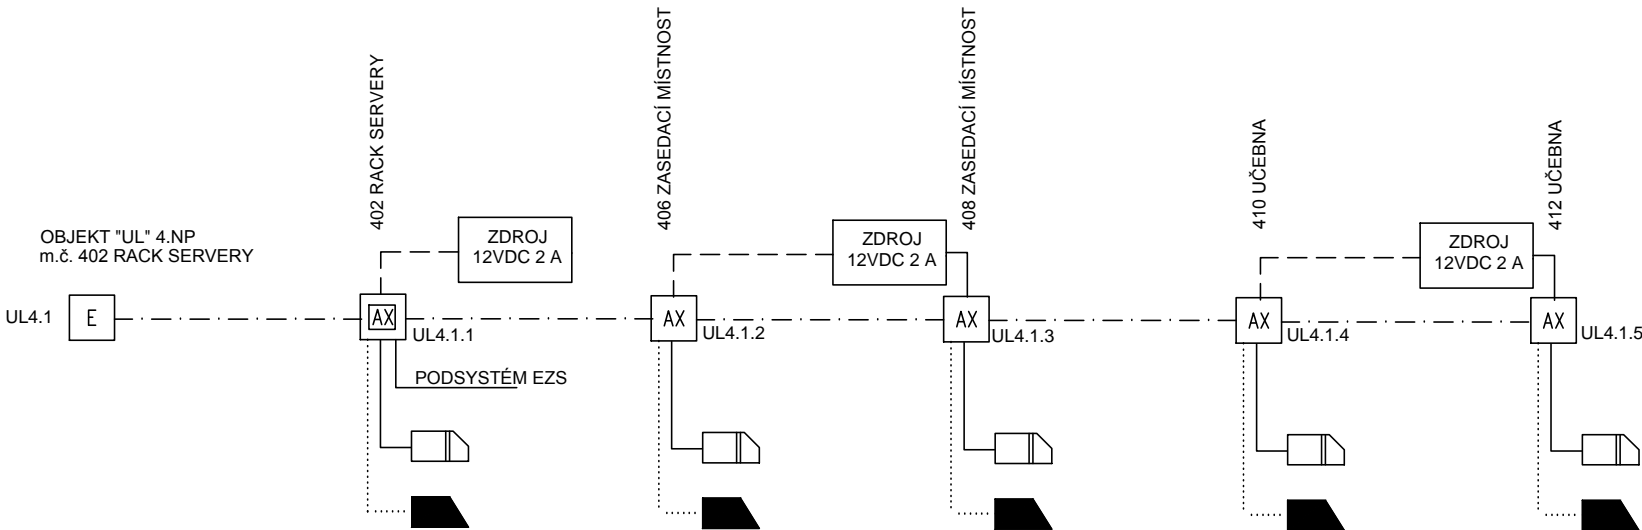 402 RACK SERVERY
406 ZASEDACÍ MÍSTNOST
408 ZASEDACÍ MÍSTNOST
410 UČEBNA
412 UČEBNA
OBJEKT "UL" 4.NP
m.č. 402 RACK SERVERY
ZDROJ
12VDC 2 A
ZDROJ
12VDC 2 A
ZDROJ
12VDC 2 A
UL4.1
E
AX
UL4.1.1
AX
UL4.1.2
AX
UL4.1.3
AX
UL4.1.4
AX
UL4.1.5
PODSYSTÉM EZS